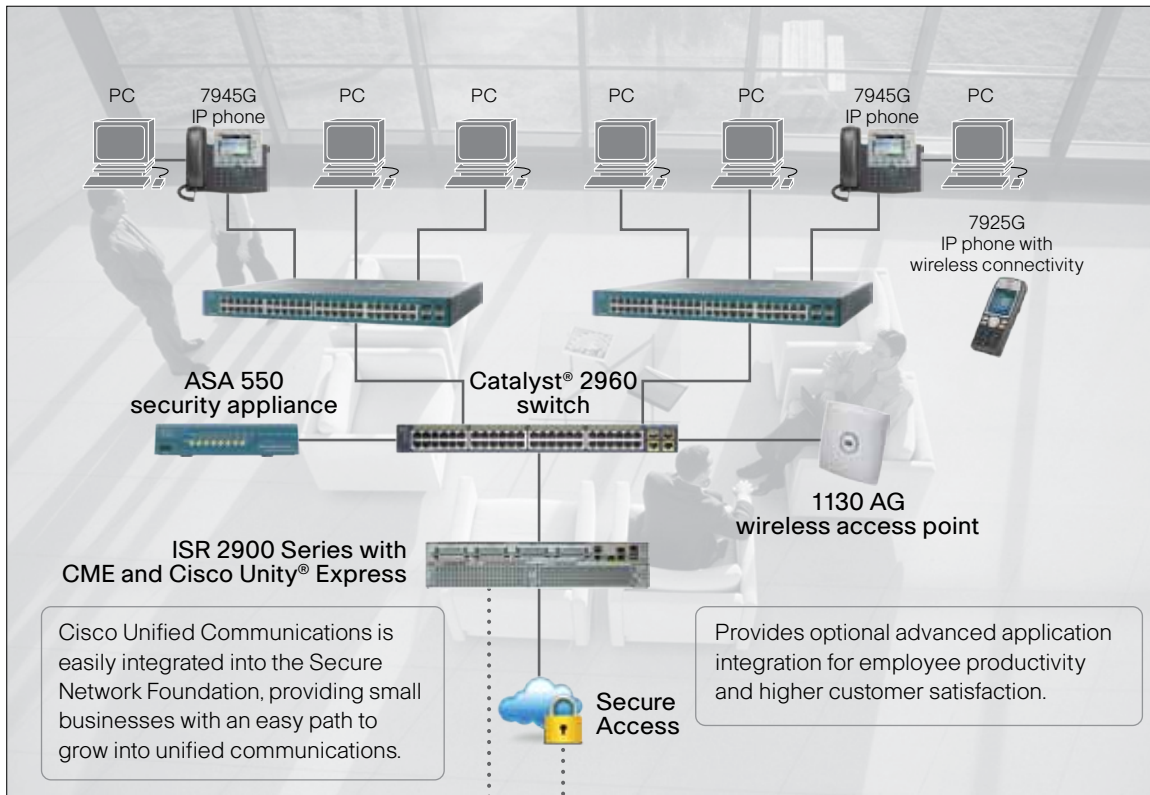 PC
7945G
IP phone
PC
PC
PC
PC
7945G
IP phone
PC
7925G
IP phone with
wireless connectivity
ASA 550
security appliance
Catalyst® 2960
switch
1130 AG
wireless access point
ISR 2900 Series with
CME and Cisco Unity® Express
Cisco Unified Communications is
easily integrated into the Secure
Network Foundation, providing small
businesses with an easy path to
grow into unified communications.
Secure
Access
Provides optional advanced application
integration for employee productivity
and higher customer satisfaction.